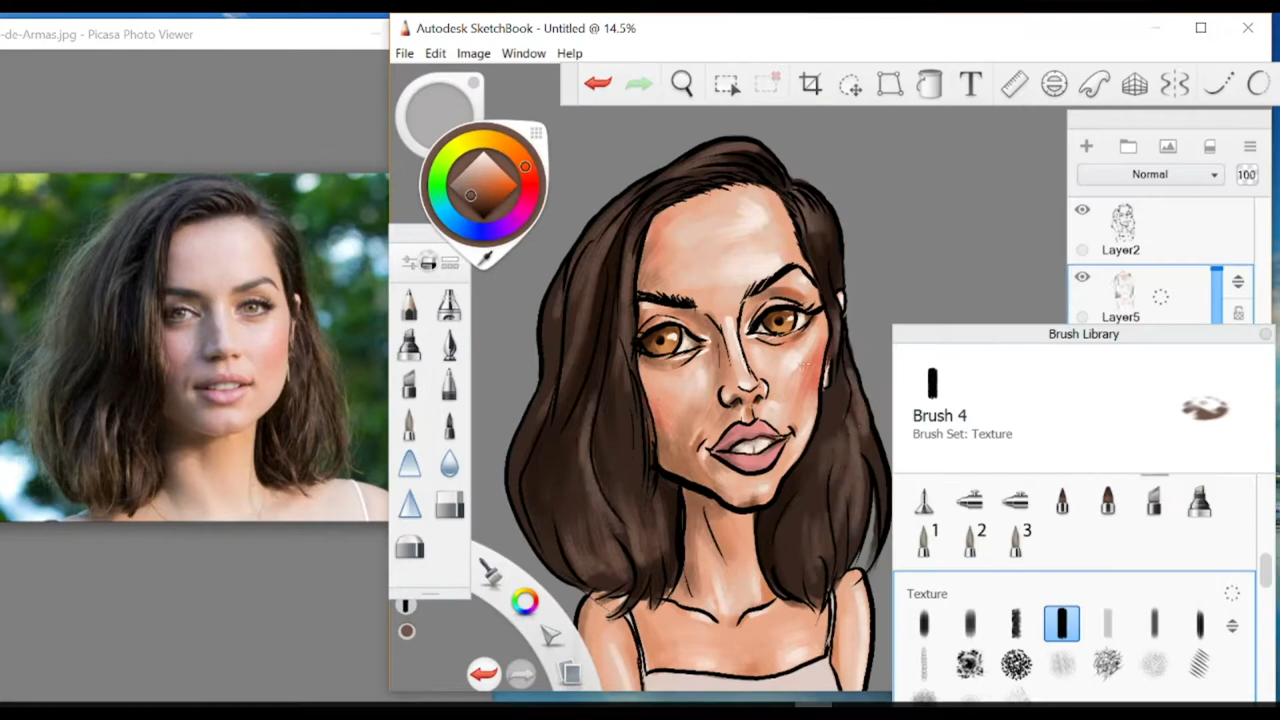 -de-Armas.jpg - Picasa Photo Viewer
Autodesk SketchBook - Untitled @ 14.5%
File Edit Image Window Help
T
Normal 100
Layer2
Layer5
Brush Library
Brush 4
Brush Set: Texture
1 2 3
Texture